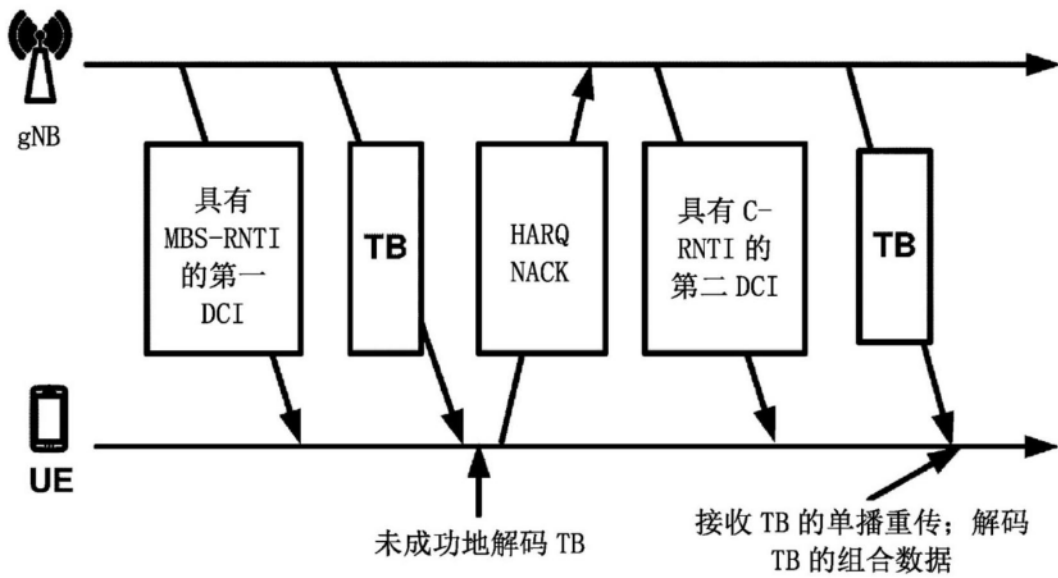 gNB
具有
MBS-RNTI
的第一
DCI
TB
HARQ
NACK
具有 C-
RNTI 的
第二 DCI
TB
UE
未成功地解码 TB
接收 TB 的单播重传；解码
TB 的组合数据